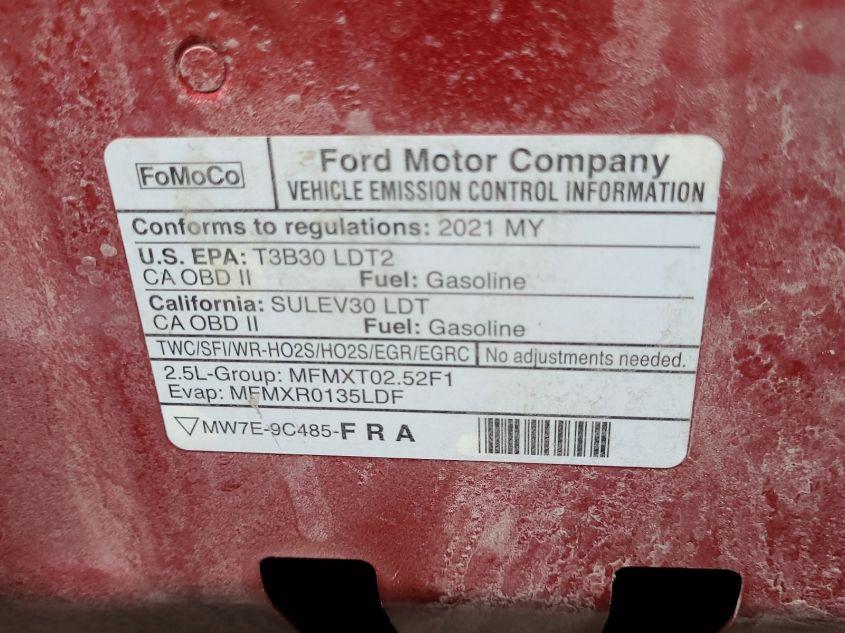 FoMoCo
Ford Motor Company
VEHICLE EMISSION CONTROL INFORMATION
Conforms to regulations: 2021 MY
U.S. EPA: T3B30 LDT2
CA OBD II Fuel: Gasoline
California: SULEV30 LDT
CA OBD II Fuel: Gasoline
TWC/SFI/WR-HO2S/HO2S/EGR/EGRC No adjustments needed.
2.5L-Group: MFMXT02.52F1
Evap: MFMXR0135LDF
MW7E-9C485-FRA